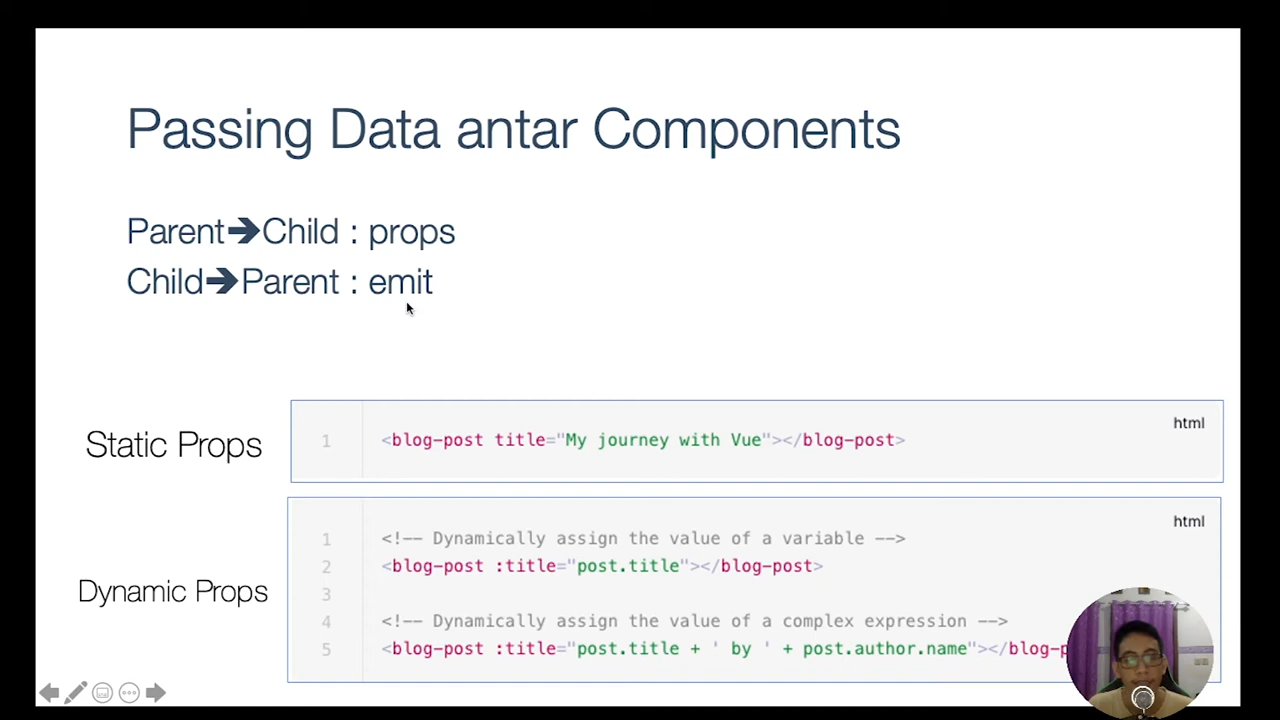 Passing Data antar Components
Parent➔Child : props
Child➔Parent : emit
Static Props
html
1 <blog-post title="My journey with Vue"></blog-post>
Dynamic Props
html
1 <!-- Dynamically assign the value of a variable -->
2 <blog-post :title="post.title"></blog-post>
3
4 <!-- Dynamically assign the value of a complex expression -->
5 <blog-post :title="post.title + ' by ' + post.author.name"></blog-p